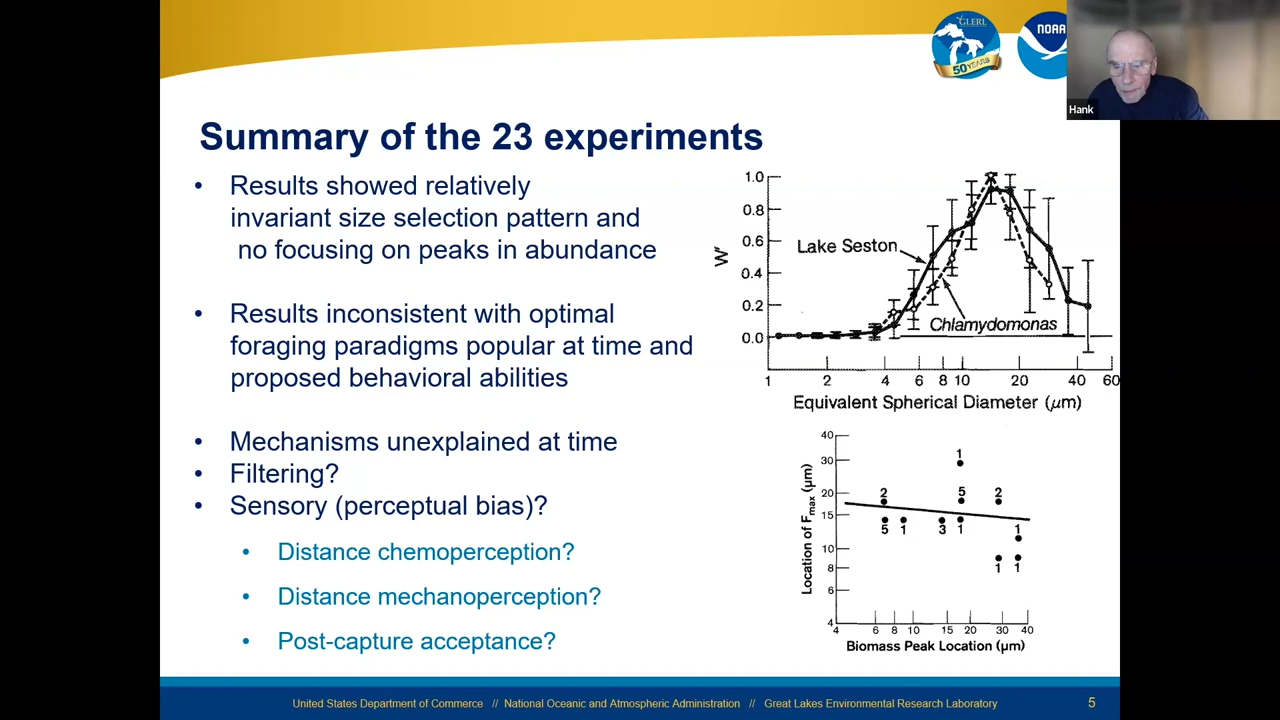 GLERL
50 YEARS
NOAA
Hank
Summary of the 23 experiments
• Results showed relatively
invariant size selection pattern and
no focusing on peaks in abundance
• Results inconsistent with optimal
foraging paradigms popular at time and
proposed behavioral abilities
• Mechanisms unexplained at time
• Filtering?
• Sensory (perceptual bias)?
• Distance chemoperception?
• Distance mechanoperception?
• Post-capture acceptance?
W'
1.0
0.8
0.6
0.4
0.2
0.0
Lake Seston
Chlamydomonas
1 2 4 6 8 10 20 40 60
Equivalent Spherical Diameter (μm)
Location of Fmax (μm)
40
30
20
15
10
8
6
4
1
2 5 2
5 1 3 1 1
1 1
4 6 8 10 15 20 30 40
Biomass Peak Location (μm)
United States Department of Commerce // National Oceanic and Atmospheric Administration // Great Lakes Environmental Research Laboratory
5